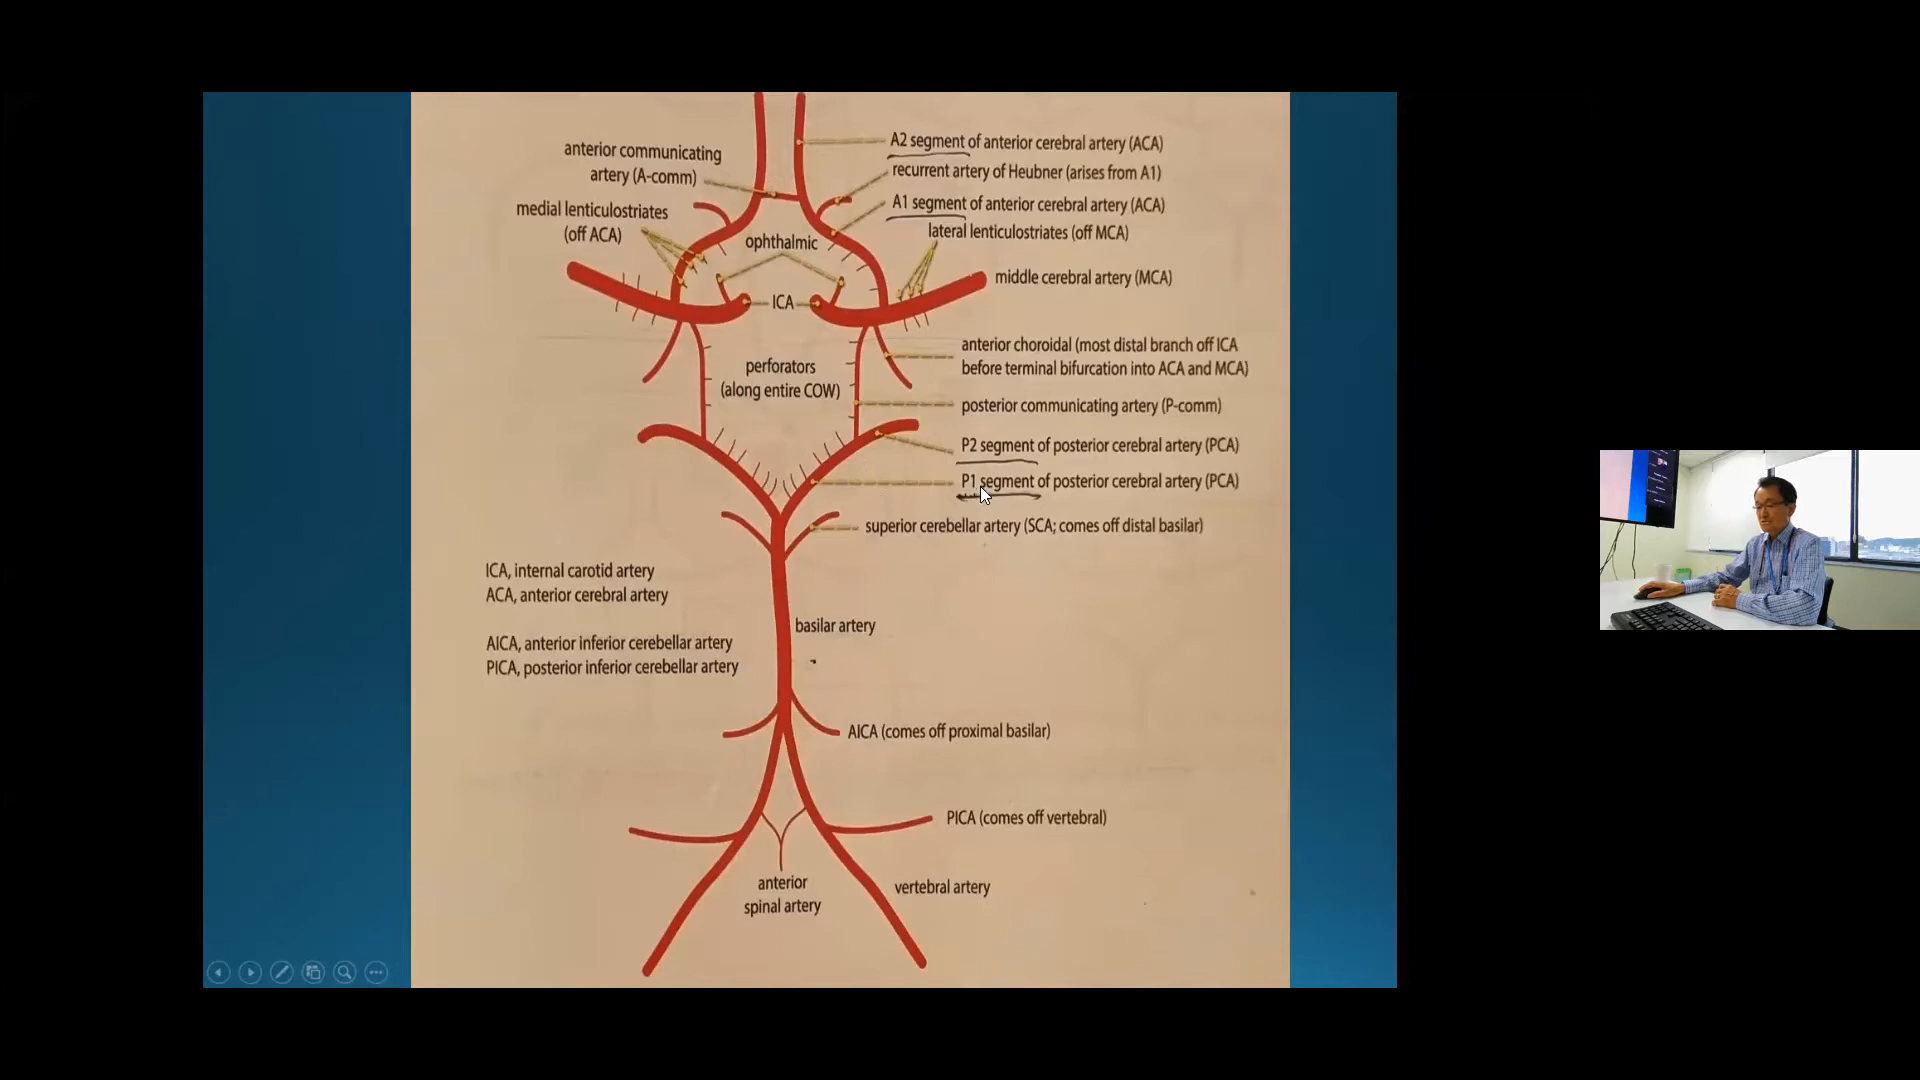 A2 segment of anterior cerebral artery (ACA)
anterior communicating
artery (A-comm)
recurrent artery of Heubner (arises from A1)
A1 segment of anterior cerebral artery (ACA)
medial lenticulostriates
(off ACA)
lateral lenticulostriates (off MCA)
ophthalmic
middle cerebral artery (MCA)
ICA
anterior choroidal (most distal branch off ICA
before terminal bifurcation into ACA and MCA)
perforators
(along entire COW)
posterior communicating artery (P-comm)
P2 segment of posterior cerebral artery (PCA)
P1 segment of posterior cerebral artery (PCA)
superior cerebellar artery (SCA; comes off distal basilar)
ICA, internal carotid artery
ACA, anterior cerebral artery
basilar artery
AICA, anterior inferior cerebellar artery
PICA, posterior inferior cerebellar artery
AICA (comes off proximal basilar)
PICA (comes off vertebral)
anterior
spinal artery
vertebral artery